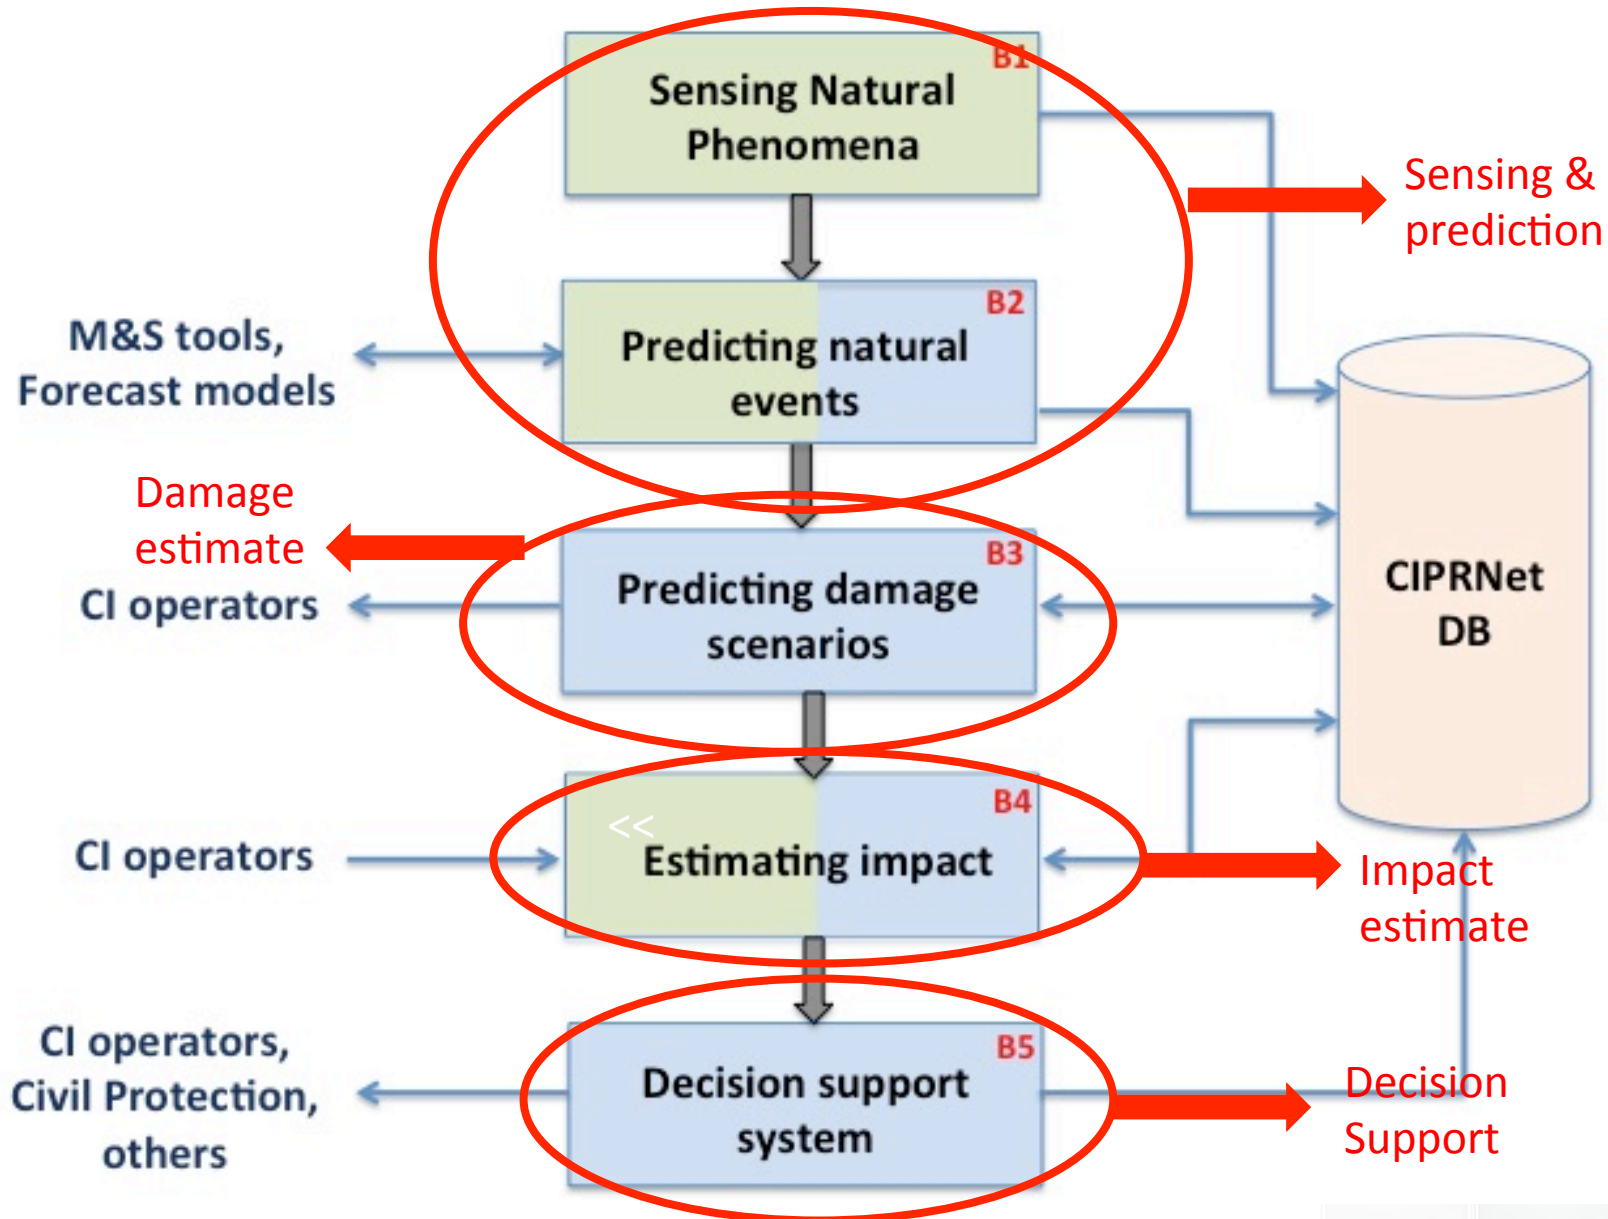 B1
Sensing Natural
Phenomena
Sensing &
prediction
B2
Predicting natural
events
M&S tools,
Forecast models
Damage
estimate
CI operators
B3
Predicting damage
scenarios
CIPRNet
DB
B4
<<
Estimating impact
CI operators
Impact
estimate
B5
Decision support
system
CI operators,
Civil Protection,
others
Decision
Support